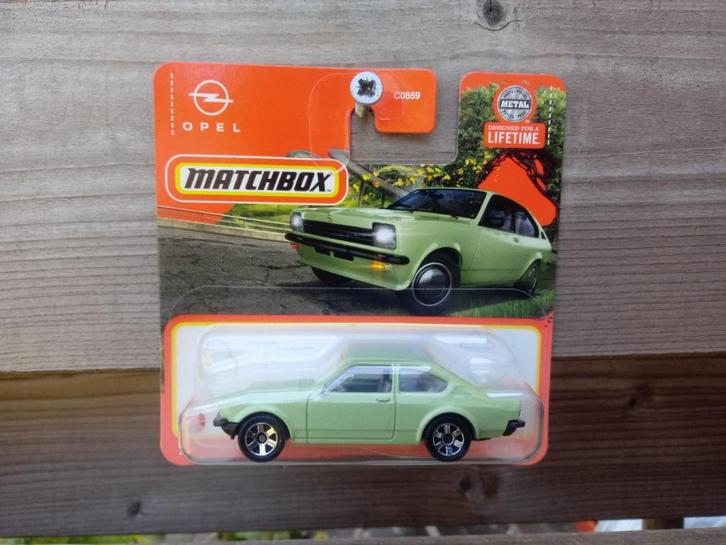 OPEL
C0859
METAL
DESIGNED FOR A
LIFETIME
MATCHBOX